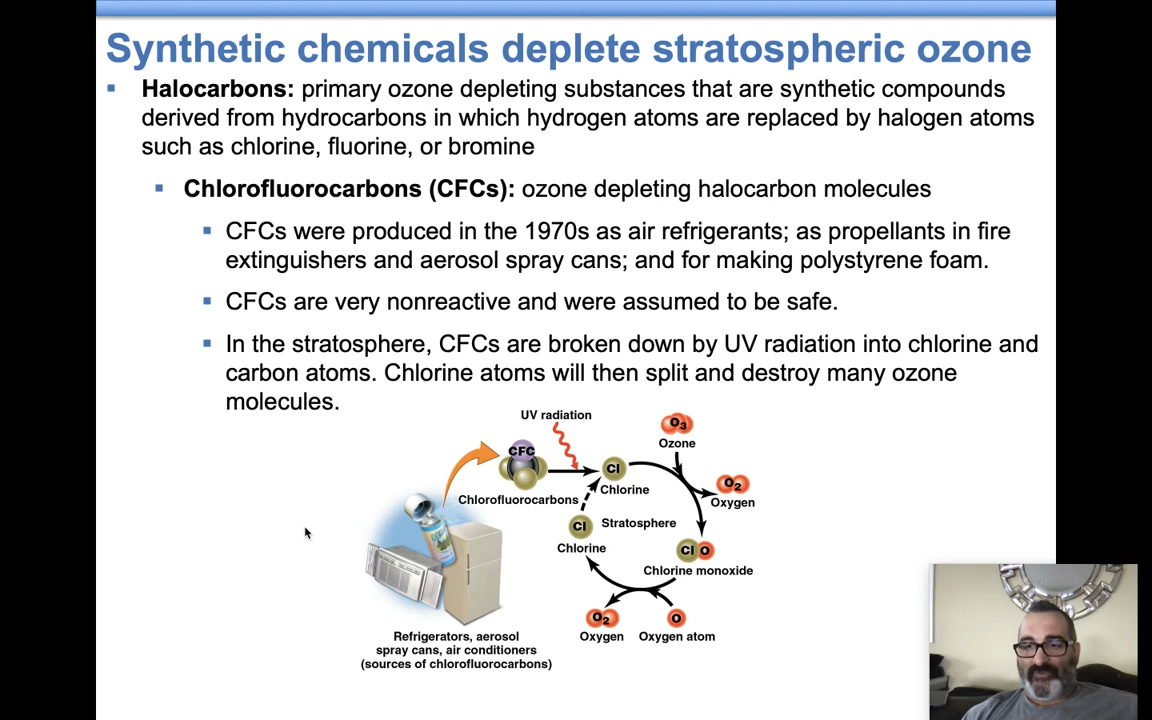 Synthetic chemicals deplete stratospheric ozone
Halocarbons: primary ozone depleting substances that are synthetic compounds
derived from hydrocarbons in which hydrogen atoms are replaced by halogen atoms
such as chlorine, fluorine, or bromine
Chlorofluorocarbons (CFCs): ozone depleting halocarbon molecules
CFCs were produced in the 1970s as air refrigerants; as propellants in fire
extinguishers and aerosol spray cans; and for making polystyrene foam.
CFCs are very nonreactive and were assumed to be safe.
In the stratosphere, CFCs are broken down by UV radiation into chlorine and
carbon atoms. Chlorine atoms will then split and destroy many ozone
molecules.
UV radiation
O3
Ozone
CFC
Chlorofluorocarbons
Cl
Chlorine
O2
Oxygen
Cl
Chlorine
Stratosphere
Cl O
Chlorine monoxide
O2
Oxygen
O
Oxygen atom
Refrigerators, aerosol
spray cans, air conditioners
(sources of chlorofluorocarbons)